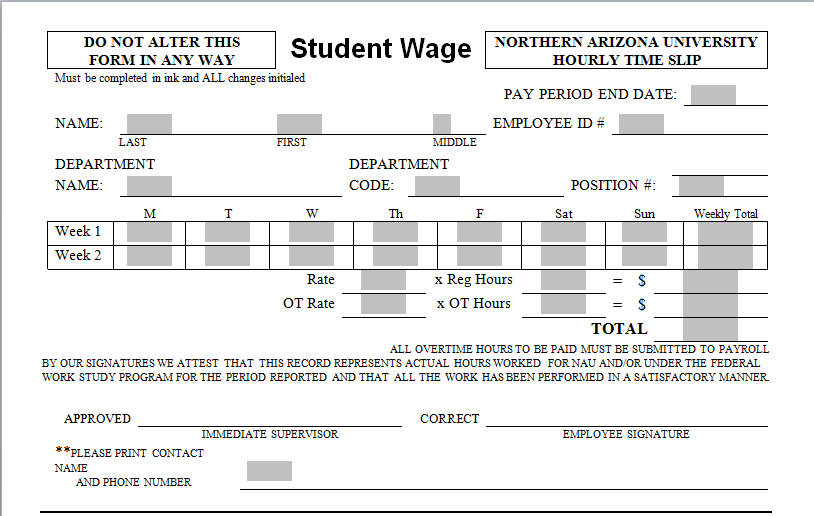 DO NOT ALTER THIS
FORM IN ANY WAY
Student Wage
NORTHERN ARIZONA UNIVERSITY
HOURLY TIME SLIP
Must be completed in ink and ALL changes initialed
PAY PERIOD END DATE:
NAME: EMPLOYEE ID #
LAST FIRST MIDDLE
DEPARTMENT DEPARTMENT
NAME: CODE: POSITION #:
M T W Th F Sat Sun Weekly Total
Week 1
Week 2
Rate x Reg Hours = $
OT Rate x OT Hours = $
TOTAL
ALL OVERTIME HOURS TO BE PAID MUST BE SUBMITTED TO PAYROLL
BY OUR SIGNATURES WE ATTEST THAT THIS RECORD REPRESENTS ACTUAL HOURS WORKED FOR NAU AND/OR UNDER THE FEDERAL
WORK STUDY PROGRAM FOR THE PERIOD REPORTED AND THAT ALL THE WORK HAS BEEN PERFORMED IN A SATISFACTORY MANNER.
APPROVED CORRECT
IMMEDIATE SUPERVISOR EMPLOYEE SIGNATURE
**PLEASE PRINT CONTACT
NAME
AND PHONE NUMBER